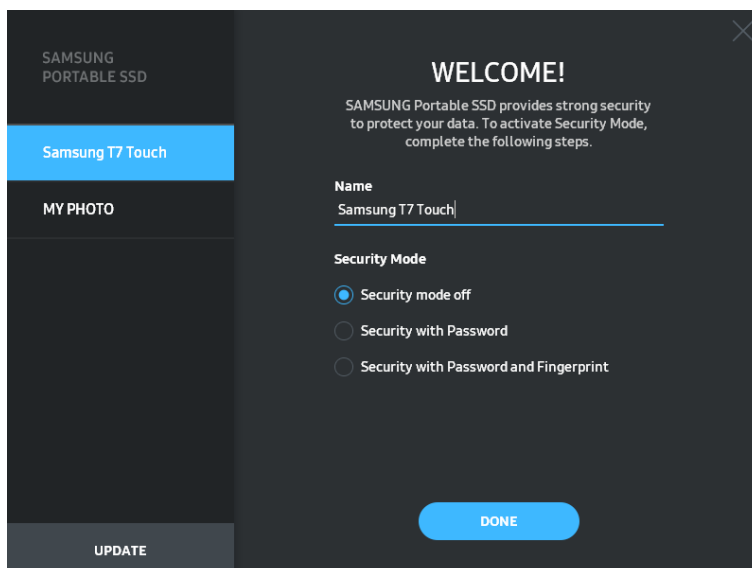 SAMSUNG
PORTABLE SSD
Samsung T7 Touch
MY PHOTO
UPDATE
WELCOME!
SAMSUNG Portable SSD provides strong security
to protect your data. To activate Security Mode,
complete the following steps.
Name
Samsung T7 Touch
Security Mode
Security mode off
Security with Password
Security with Password and Fingerprint
DONE